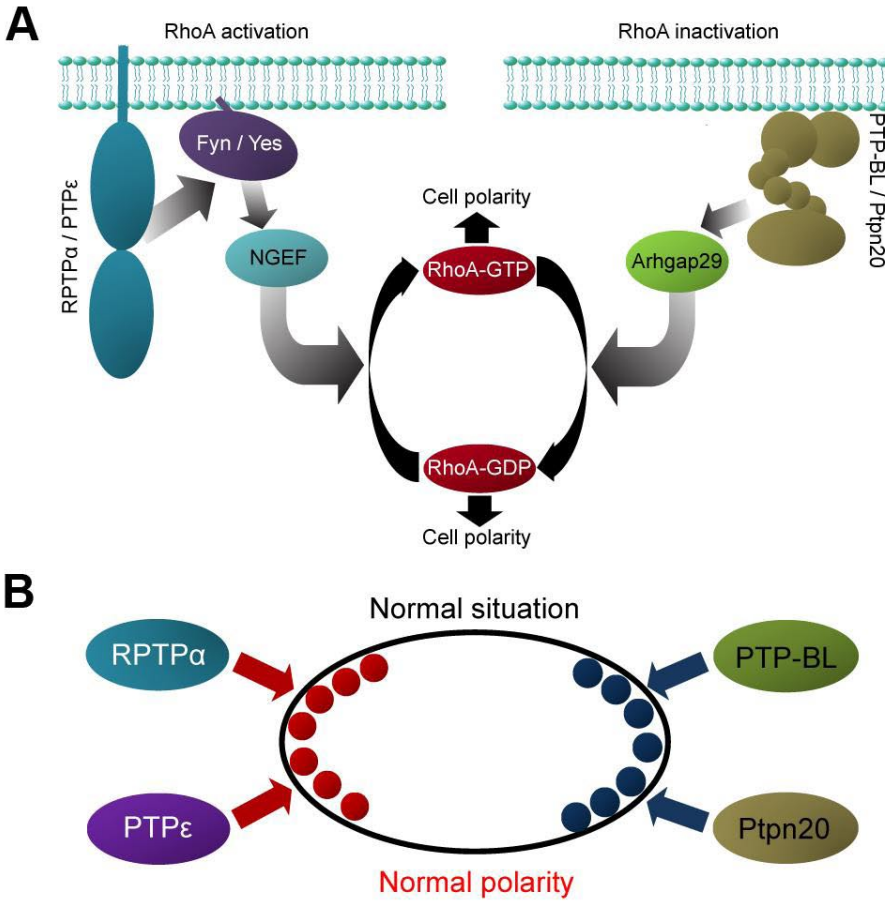 A
RhoA activation
RhoA inactivation
Fyn / Yes
RPTPα / PTPε
PTP-BL / Ptpn20
Cell polarity
NGEF
RhoA-GTP
Arhgap29
RhoA-GDP
Cell polarity
B
Normal situation
RPTPα
PTP-BL
PTPε
Ptpn20
Normal polarity